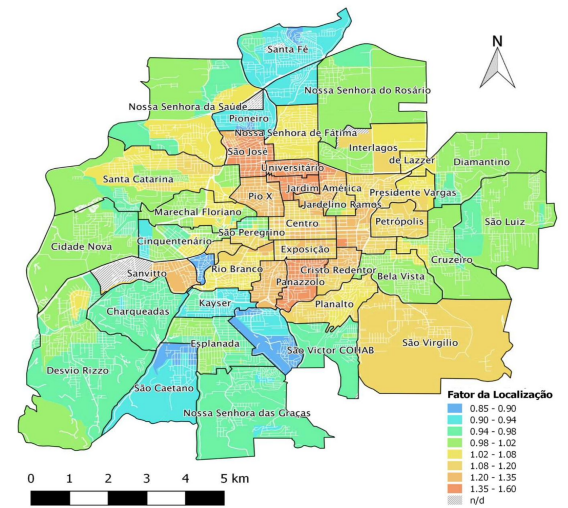 Santa Fé
N
Nossa Senhora do Rosário
Nossa Senhora da Saúde
Pioneiro
Nossa Senhora de Fátima
São José
Interlagos
de Lazzer
Diamantino
Universitário
Santa Catarina
Jardim América
Presidente Vargas
Pio X
Jardelino Ramos
Marechal Floriano
Centro
Petrópolis
São Luiz
São Peregrino
Cidade Nova
Cinquentenário
Exposição
Cruzeiro
Sanvitto
Rio Branco
Cristo Redentor
Bela Vista
Panazzolo
Kayser
Planalto
Charqueadas
Esplanada
São Victor COHAB
São Virgílio
Desvio Rizzo
São Caetano
Nossa Senhora das Graças
Fator da Localização
0.85 - 0.90
0.90 - 0.94
0.94 - 0.98
0.98 - 1.02
1.02 - 1.08
1.08 - 1.20
1.20 - 1.35
1.35 - 1.60
n/d
0 1 2 3 4 5 km